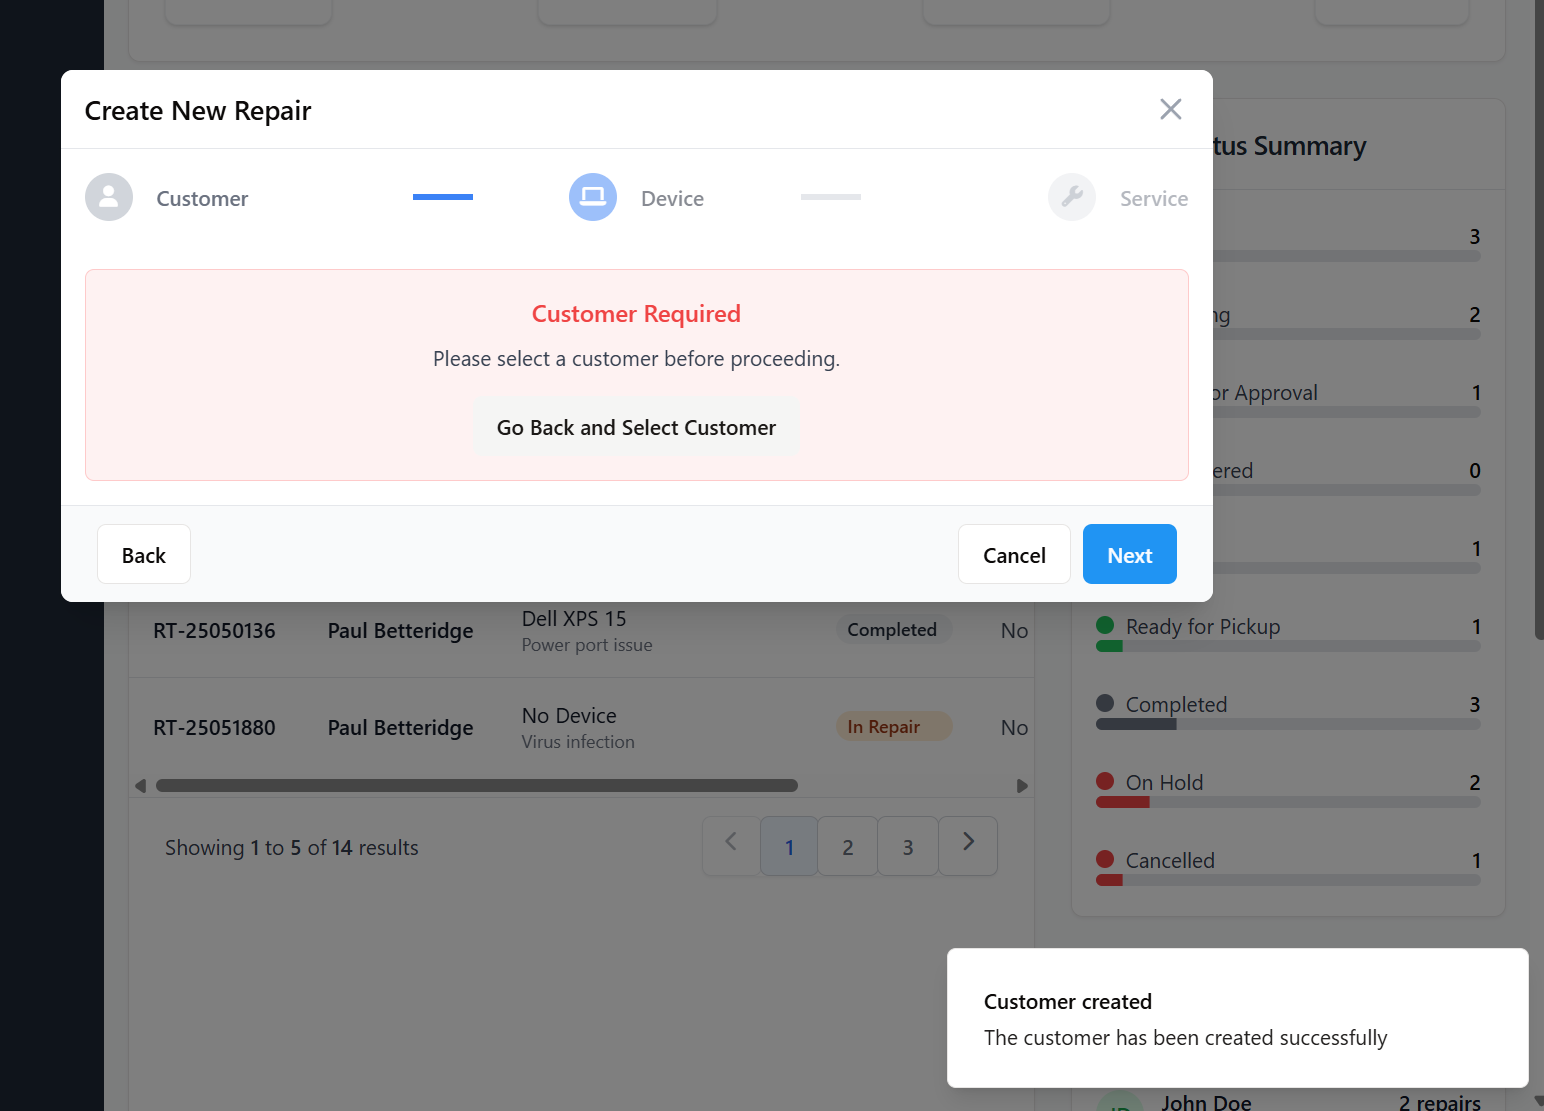 Create New Repair
Customer
Device
Service
Customer Required
Please select a customer before proceeding.
Go Back and Select Customer
Back
Cancel
Next
tus Summary
3
ng
2
or Approval
1
ered
0
1
Ready for Pickup
1
Completed
3
On Hold
2
Cancelled
1
RT-25050136
Paul Betteridge
Dell XPS 15
Power port issue
Completed
No
RT-25051880
Paul Betteridge
No Device
Virus infection
In Repair
No
Showing 1 to 5 of 14 results
1
2
3
Customer created
The customer has been created successfully
John Doe
2 repairs